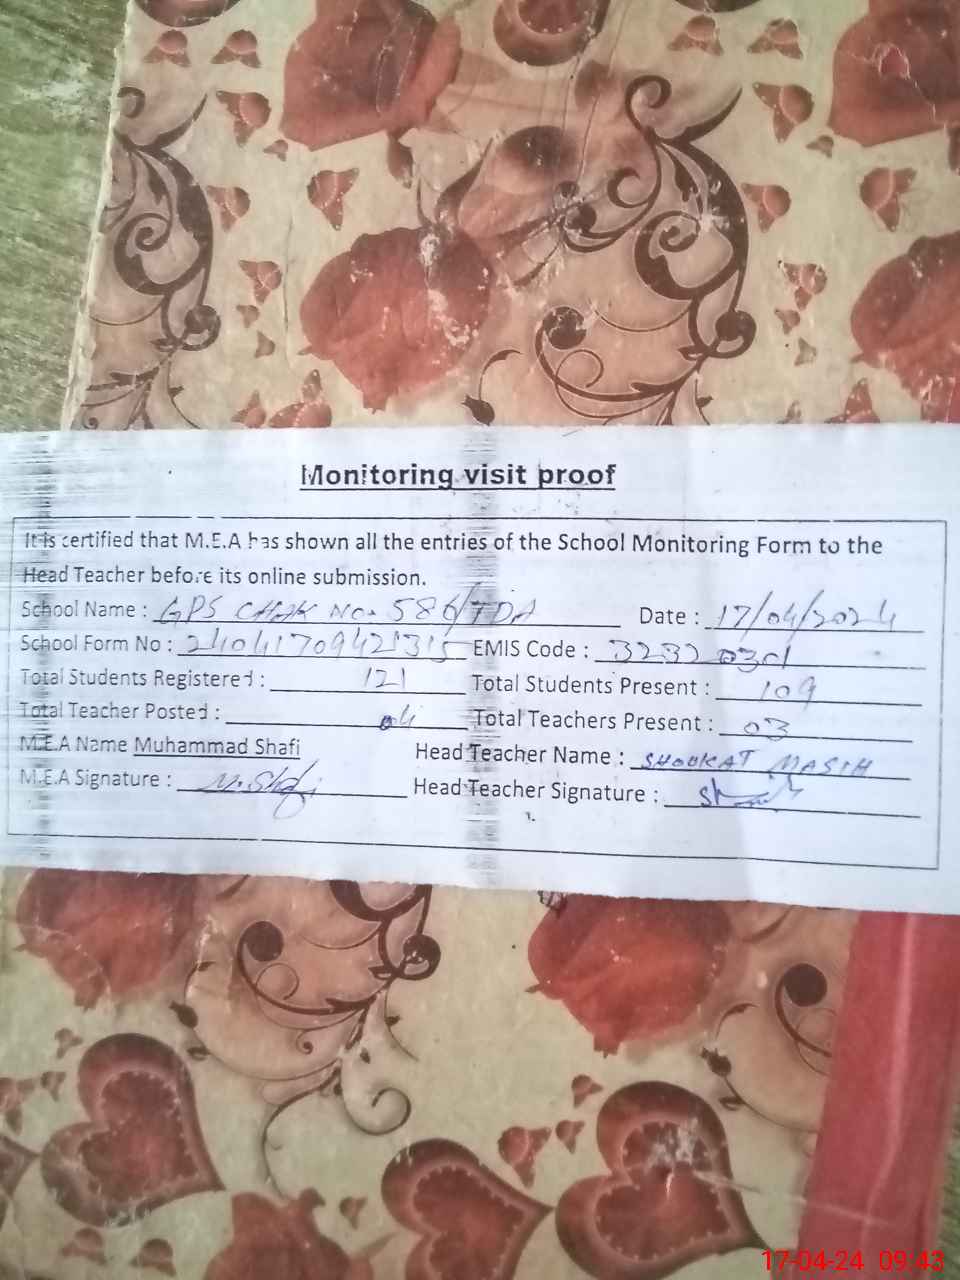 Monitoring visit proof
It is certified that M.E.A has shown all the entries of the School Monitoring Form to the
Head Teacher before its online submission.
School Name : GPS CHAK NO. 586/TDA Date : 17/04/2024
School Form No : 24041709421315 EMIS Code : 32320301
Total Students Registered : 121 Total Students Present : 109
Total Teacher Posted : 04 Total Teachers Present : 03
M.E.A Name Muhammad Shafi Head Teacher Name : SHOUKAT MASIH
M.E.A Signature : M.Shafi Head Teacher Signature :
17-04-24 09:43